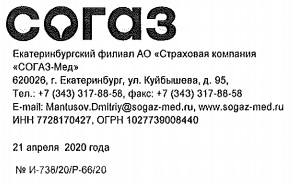 согаз
Екатеринбургский филиал АО «Страховая компания
«СОГАЗ-Мед»
620026, г. Екатеринбург, ул. Куйбышева, д. 95,
Тел.: +7 (343) 317-88-58, факс: +7 (343) 317-88-58
E-mail: Mantusov.Dmitriy@sogaz-med.ru, www.sogaz-med.ru
ИНН 7728170427, ОГРН 1027739008440
21 апреля 2020 года
№ И-738/20/Р-66/20